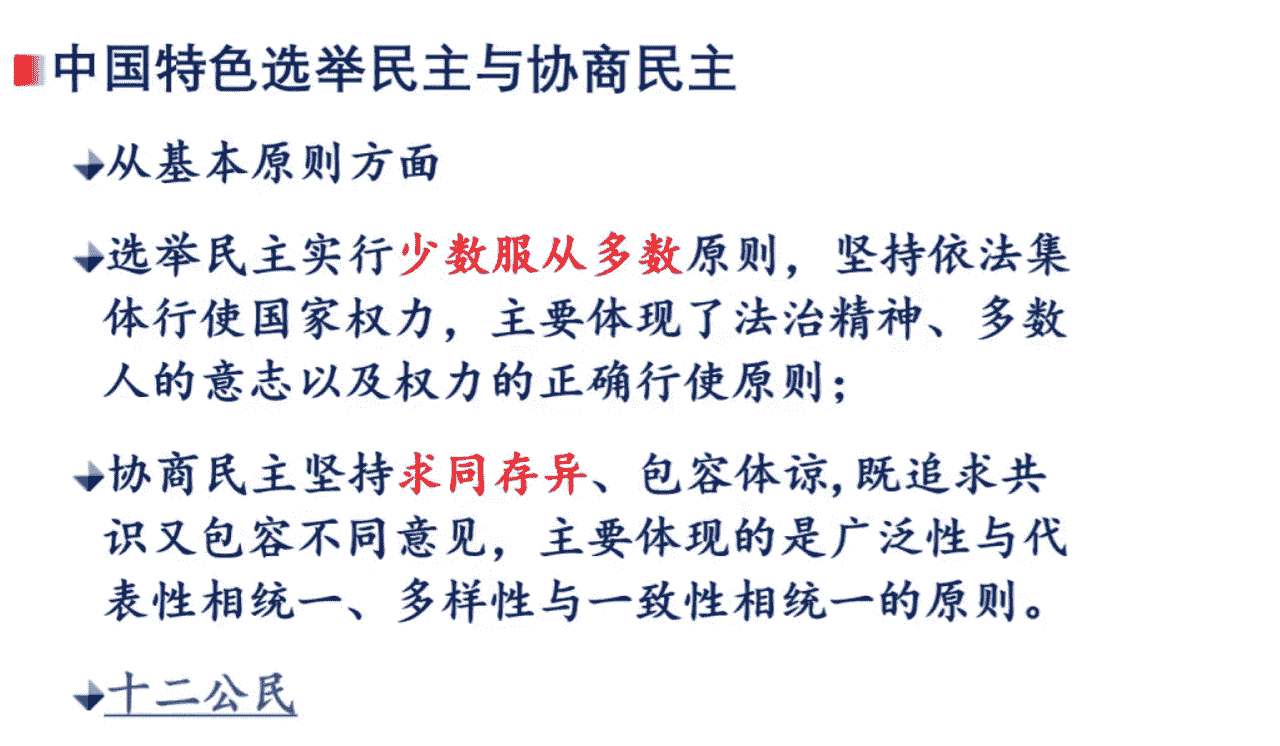 中国特色选举民主与协商民主
从基本原则方面
选举民主实行少数服从多数原则，坚持依法集
体行使国家权力，主要体现了法治精神、多数
人的意志以及权力的正确行使原则；
协商民主坚持求同存异、包容体谅,既追求共
识又包容不同意见，主要体现的是广泛性与代
表性相统一、多样性与一致性相统一的原则。
十二公民